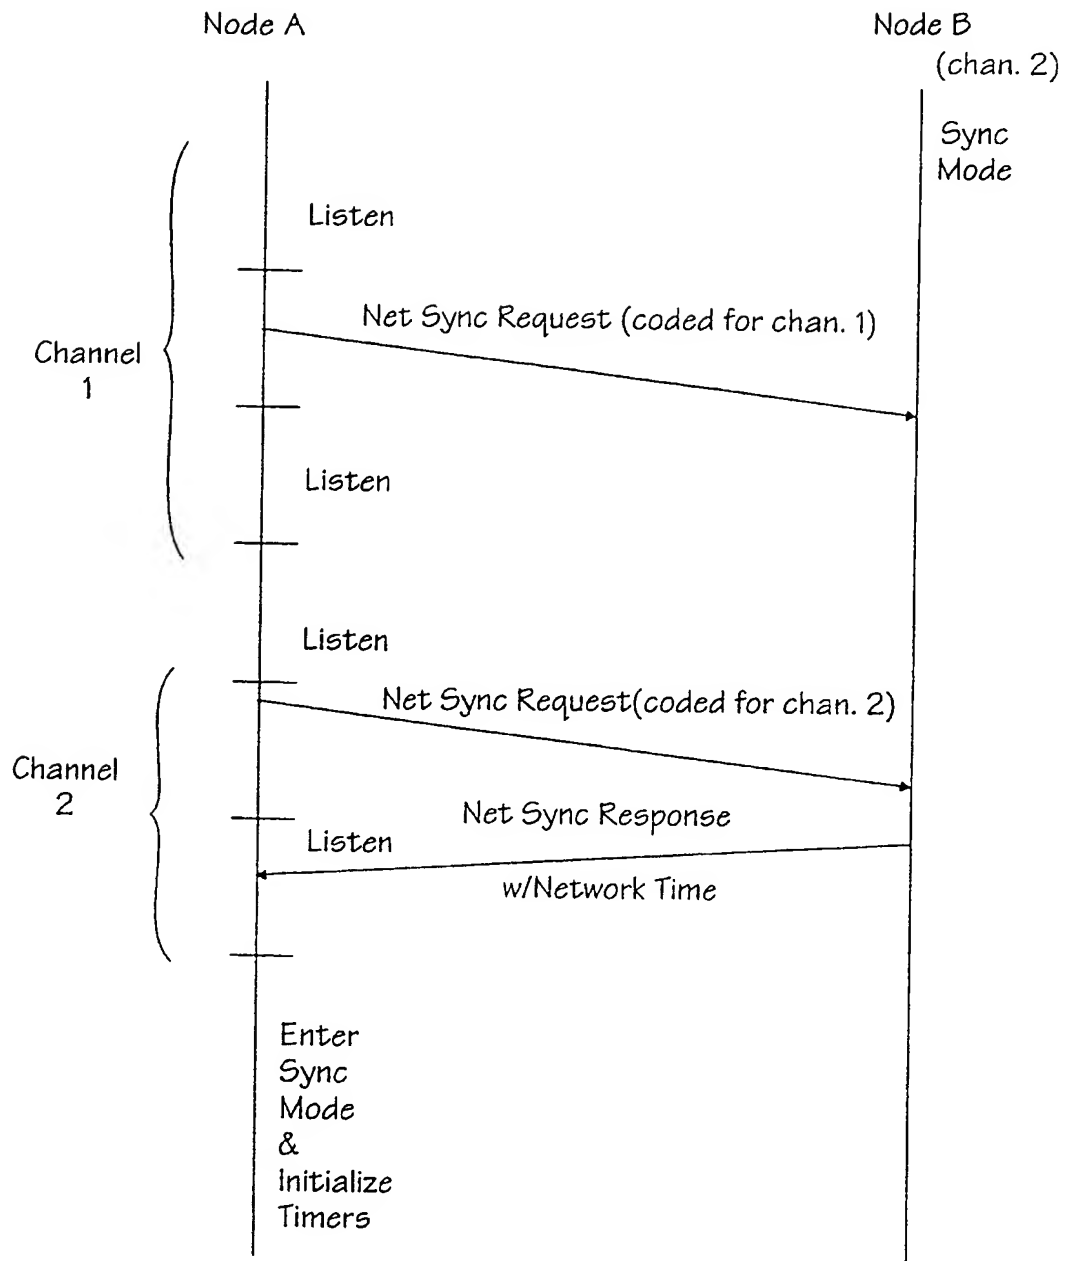 Node A
Node B
(chan. 2)
Sync
Mode
Listen
Net Sync Request (coded for chan. 1)
Channel
1
Listen
Listen
Net Sync Request(coded for chan. 2)
Channel
2
Net Sync Response
Listen
w/Network Time
Enter
Sync
Mode
&
Initialize
Timers